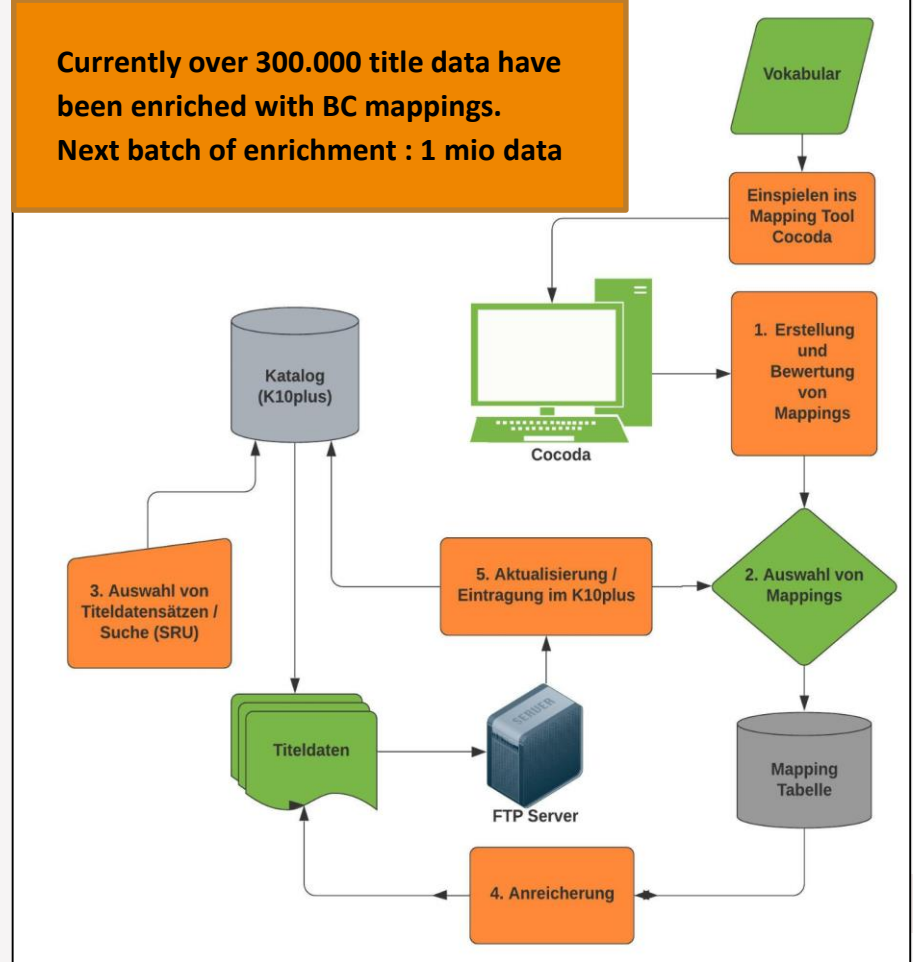 Currently over 300.000 title data have
been enriched with BC mappings.
Next batch of enrichment : 1 mio data
Vokabular
Einspielen ins
Mapping Tool
Cocoda
1. Erstellung
und
Bewertung
von
Mappings
Katalog
(K10plus)
Cocoda
3. Auswahl von
Titeldatensätzen /
Suche (SRU)
5. Aktualisierung /
Eintragung im K10plus
2. Auswahl von
Mappings
Titeldaten
SERVER
FTP Server
Mapping
Tabelle
4. Anreicherung